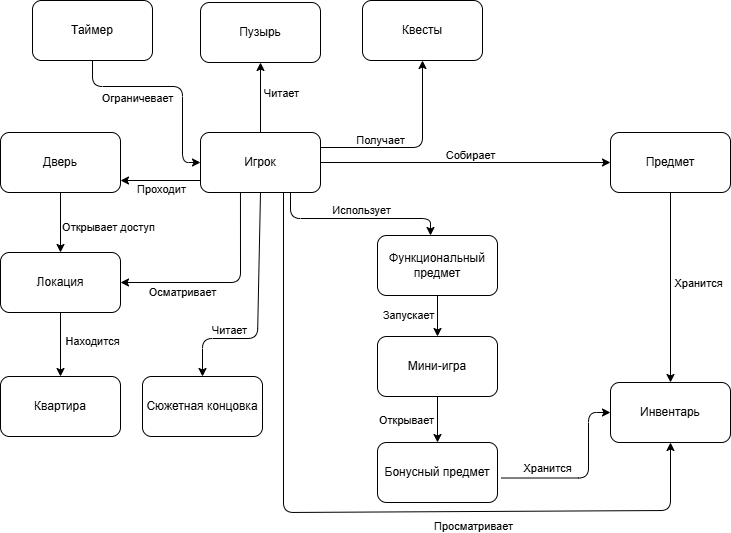 Таймер
Пузырь
Квесты
Ограничевает
Читает
Получает
Дверь
Игрок
Собирает
Предмет
Проходит
Использует
Открывает доступ
Функциональный
предмет
Локация
Осматривает
Хранится
Запускает
Находится
Читает
Мини-игра
Квартира
Сюжетная концовка
Открывает
Инвентарь
Бонусный предмет
Хранится
Просматривает